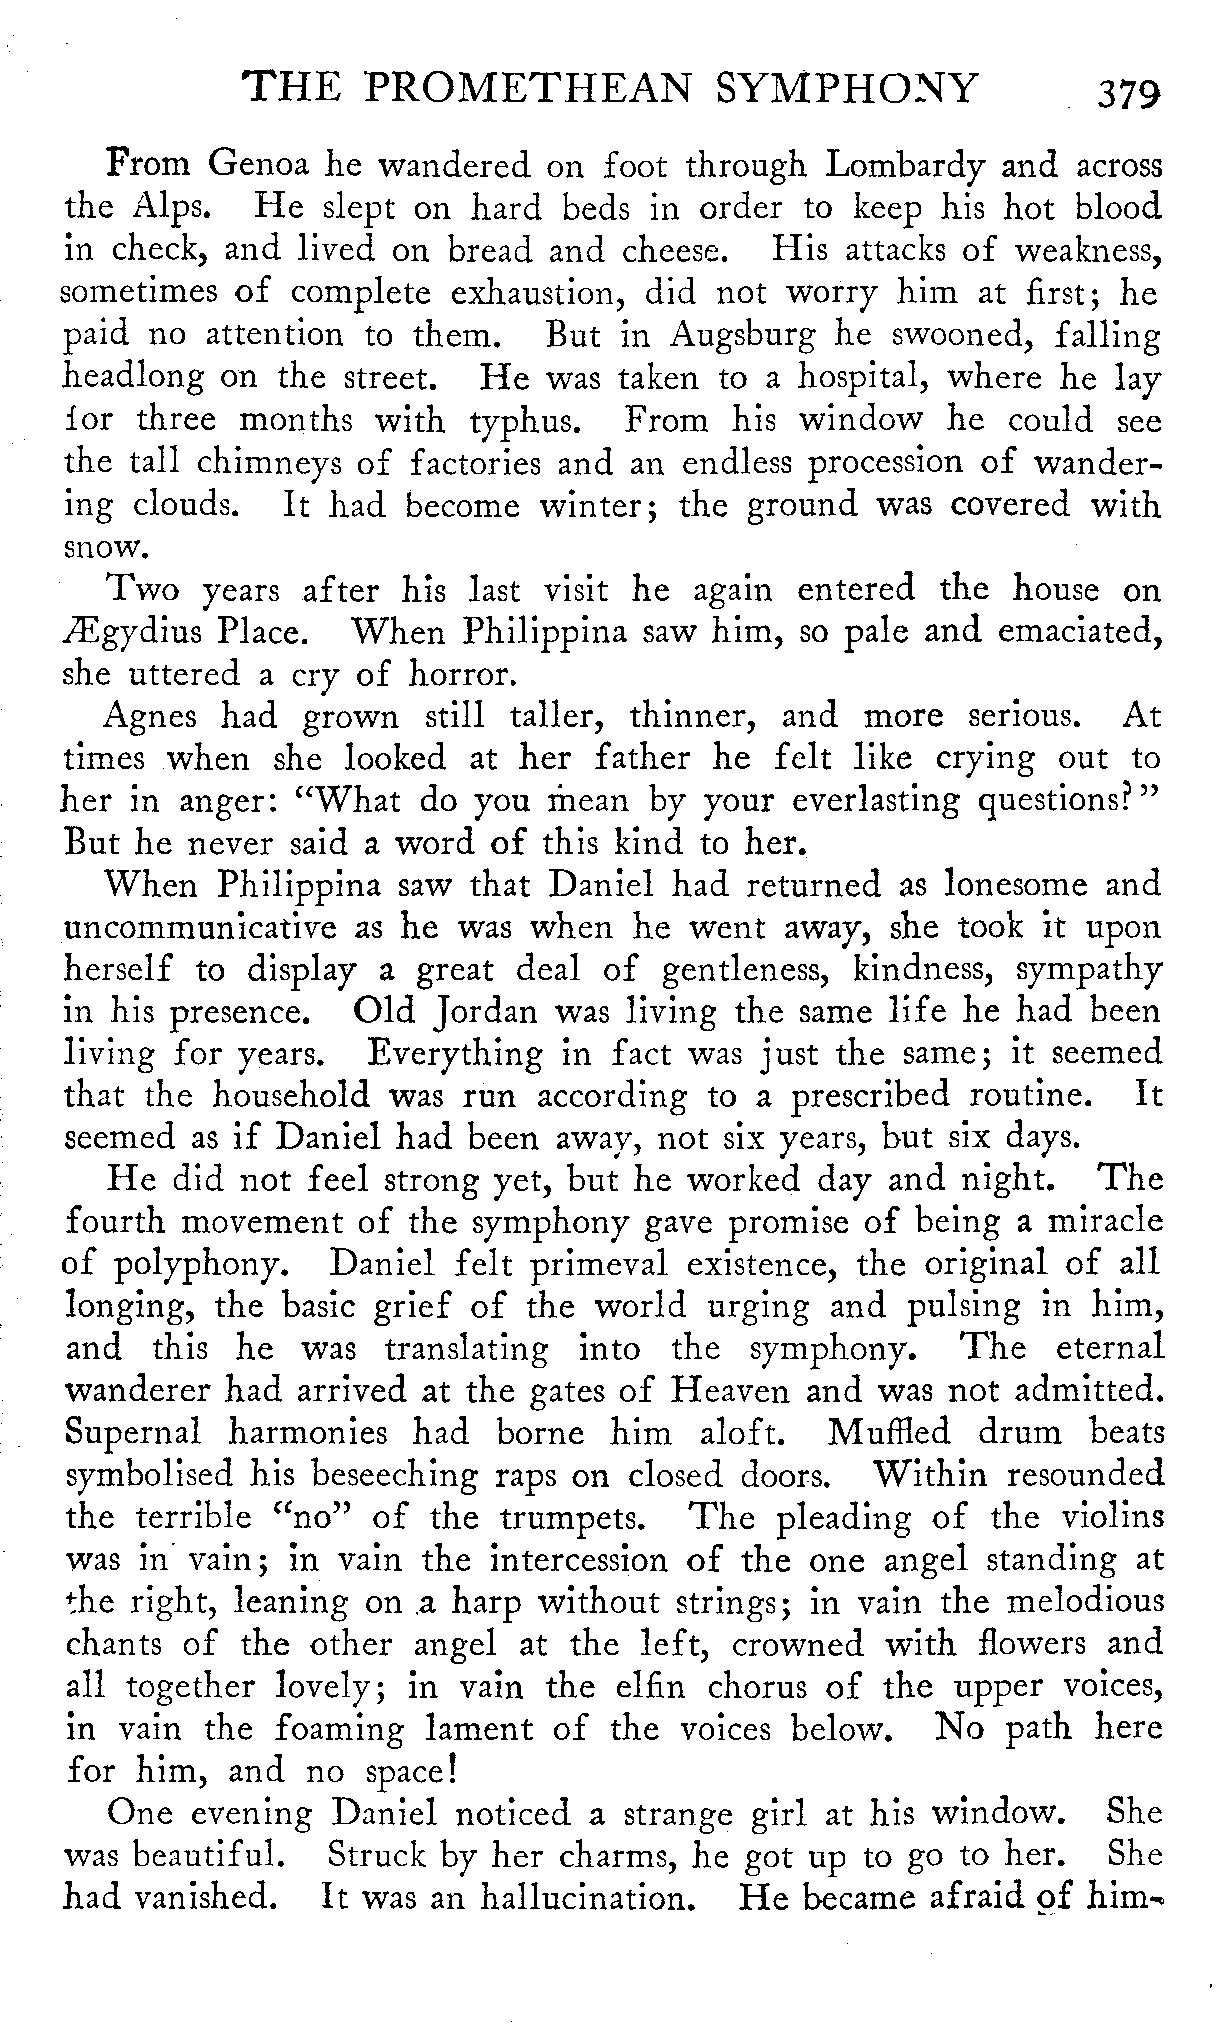 THE PROMETHEAN SYMPHONY 379
From Genoa he wandered on foot through Lombardy and across
the Alps. He slept on hard beds in order to keep his hot blood
in check, and lived on bread and cheese. His attacks of weakness,
sometimes of complete exhaustion, did not worry him at first; he
paid no attention to them. But in Augsburg he swooned, falling
headlong on the street. He was taken to a hospital, where he lay
for three months with typhus. From his window he could see
the tall chimneys of factories and an endless procession of wander-
ing clouds. It had become winter; the ground was covered with
snow.
Two years after his last visit he again entered the house on
Ægydius Place. When Philippina saw him, so pale and emaciated,
she uttered a cry of horror.
Agnes had grown still taller, thinner, and more serious. At
times when she looked at her father he felt like crying out to
her in anger: "What do you mean by your everlasting questions?"
But he never said a word of this kind to her.
When Philippina saw that Daniel had returned as lonesome and
uncommunicative as he was when he went away, she took it upon
herself to display a great deal of gentleness, kindness, sympathy
in his presence. Old Jordan was living the same life he had been
living for years. Everything in fact was just the same; it seemed
that the household was run according to a prescribed routine. It
seemed as if Daniel had been away, not six years, but six days.
He did not feel strong yet, but he worked day and night. The
fourth movement of the symphony gave promise of being a miracle
of polyphony. Daniel felt primeval existence, the original of all
longing, the basic grief of the world urging and pulsing in him,
and this he was translating into the symphony. The eternal
wanderer had arrived at the gates of Heaven and was not admitted.
Supernal harmonies had borne him aloft. Muffled drum beats
symbolised his beseeching raps on closed doors. Within resounded
the terrible "no" of the trumpets. The pleading of the violins
was in vain; in vain the intercession of the one angel standing at
the right, leaning on a harp without strings; in vain the melodious
chants of the other angel at the left, crowned with flowers and
all together lovely; in vain the elfin chorus of the upper voices,
in vain the foaming lament of the voices below. No path here
for him, and no space!
One evening Daniel noticed a strange girl at his window. She
was beautiful. Struck by her charms, he got up to go to her. She
had vanished. It was an hallucination. He became afraid of him-